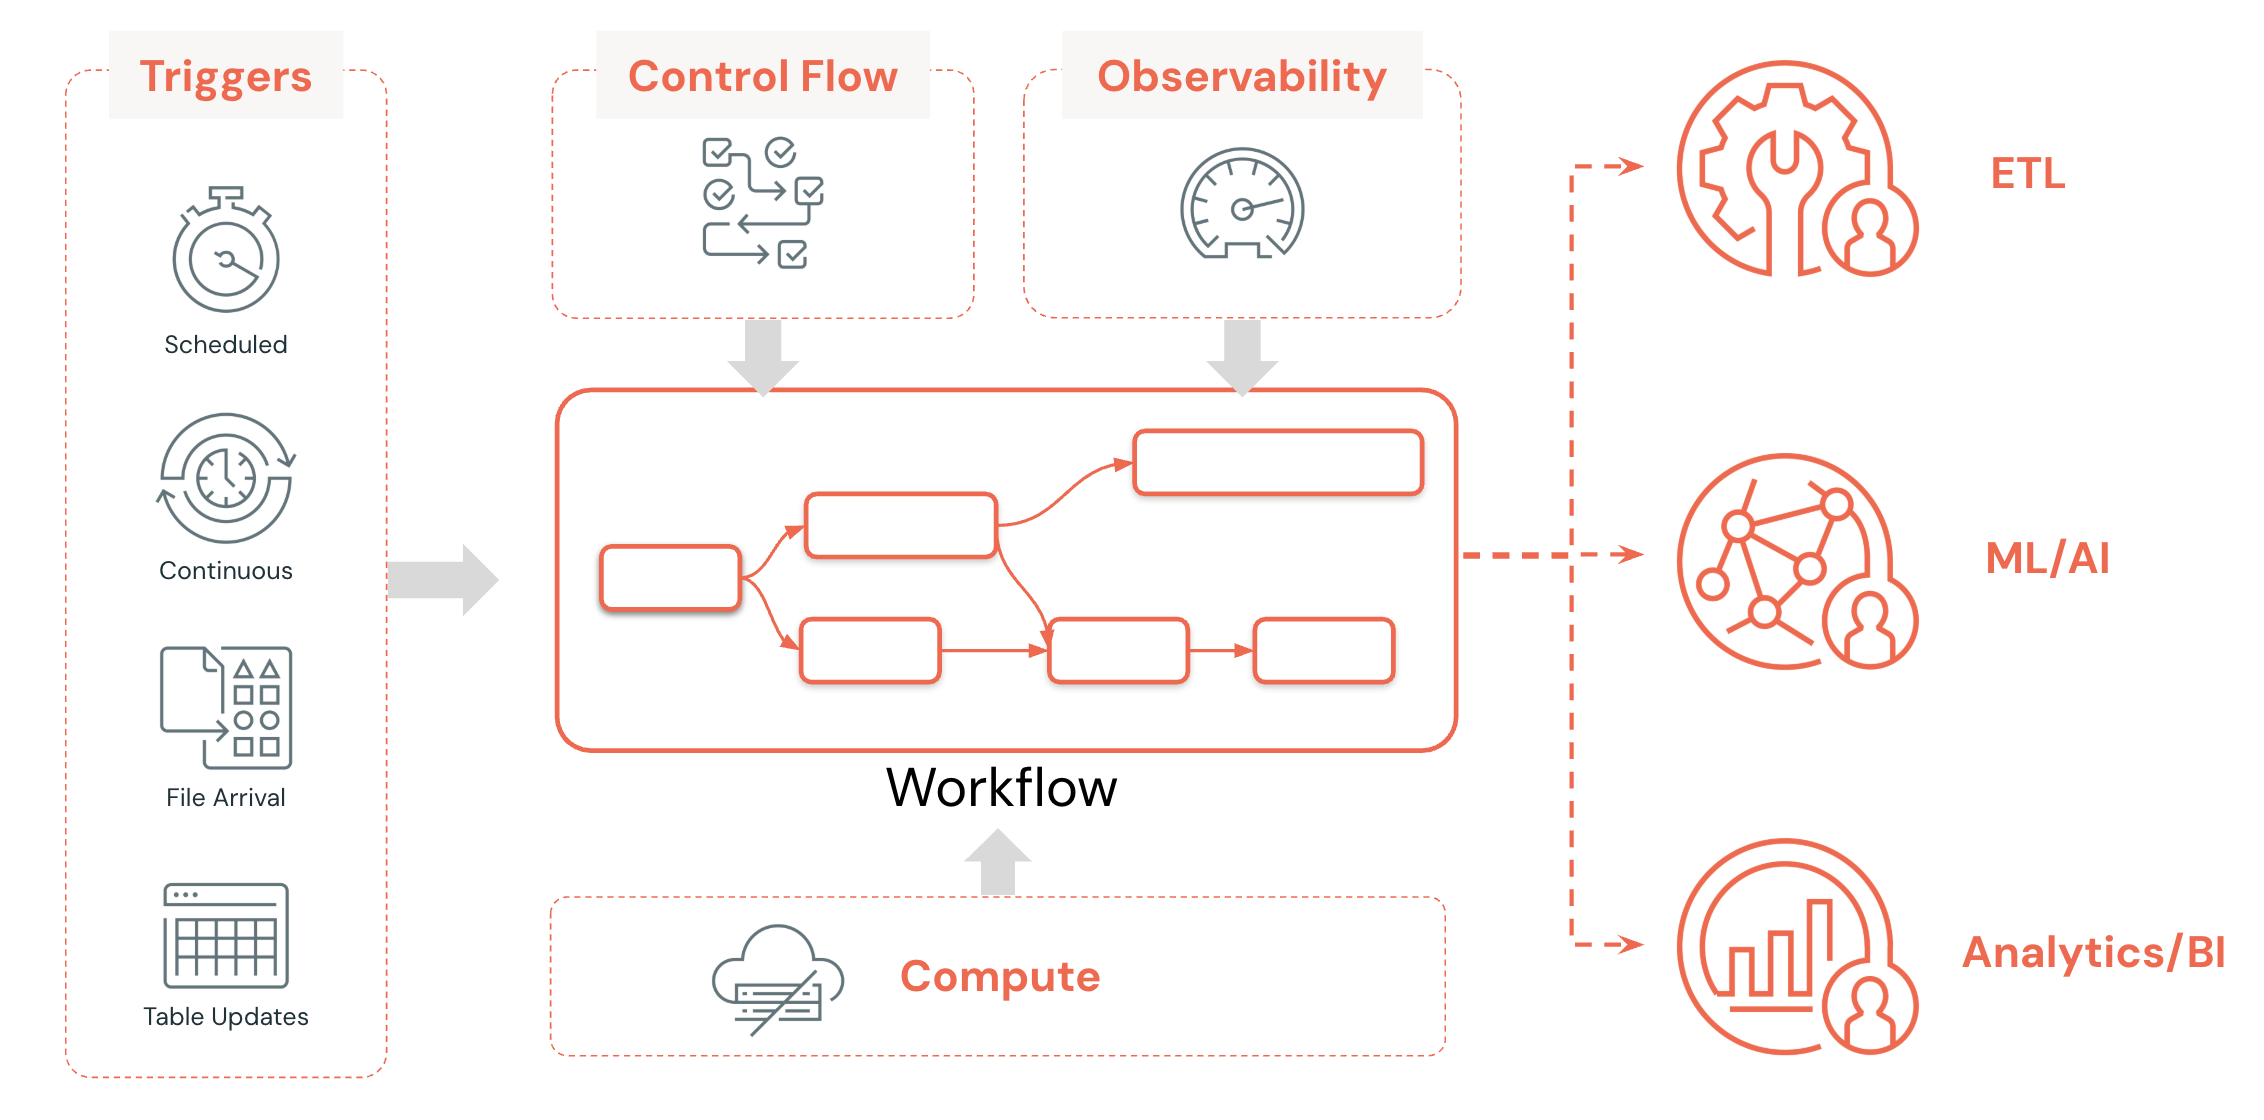 Triggers
Scheduled
Continuous
File Arrival
Table Updates
Control Flow
Observability
Workflow
Compute
ETL
ML/AI
Analytics/BI